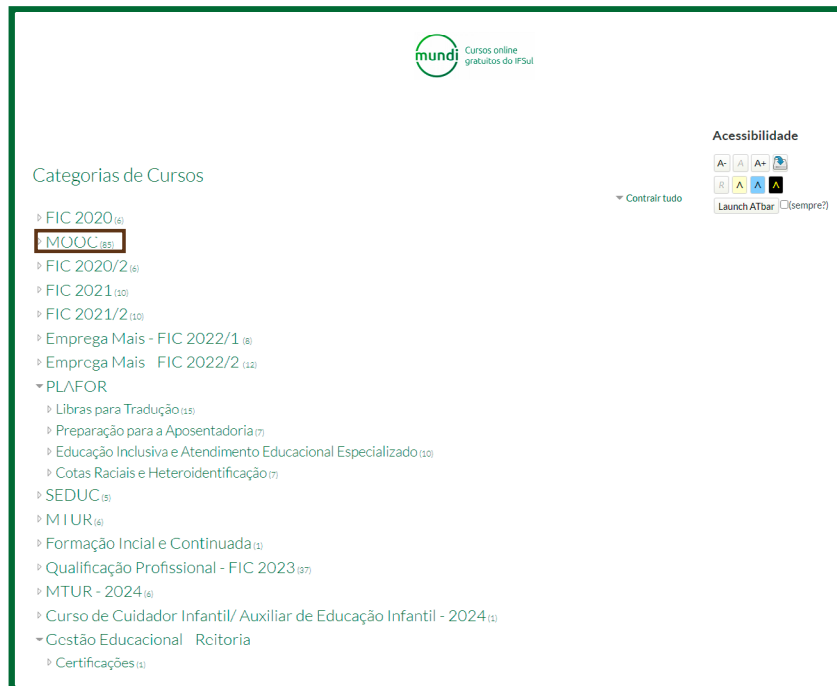 mundi Cursos online
gratuitos do IFSul
Acessibilidade
A- A A+
R A A A
Launch ATbar (sempre?)
Categorias de Cursos
Contrair tudo
FIC 2020 (6)
MOOC (85)
FIC 2020/2 (6)
FIC 2021 (10)
FIC 2021/2 (10)
Emprega Mais - FIC 2022/1 (8)
Emprega Mais FIC 2022/2 (12)
PLAFOR
Libras para Tradução (15)
Preparação para a Aposentadoria (7)
Educação Inclusiva e Atendimento Educacional Especializado (10)
Cotas Raciais e Heteroidentificação (7)
SEDUC (5)
MTUR (6)
Formação Incial e Continuada (1)
Qualificação Profissional - FIC 2023 (37)
MTUR - 2024 (6)
Curso de Cuidador Infantil/ Auxiliar de Educação Infantil - 2024 (1)
Gestão Educacional Reitoria
Certificações (1)